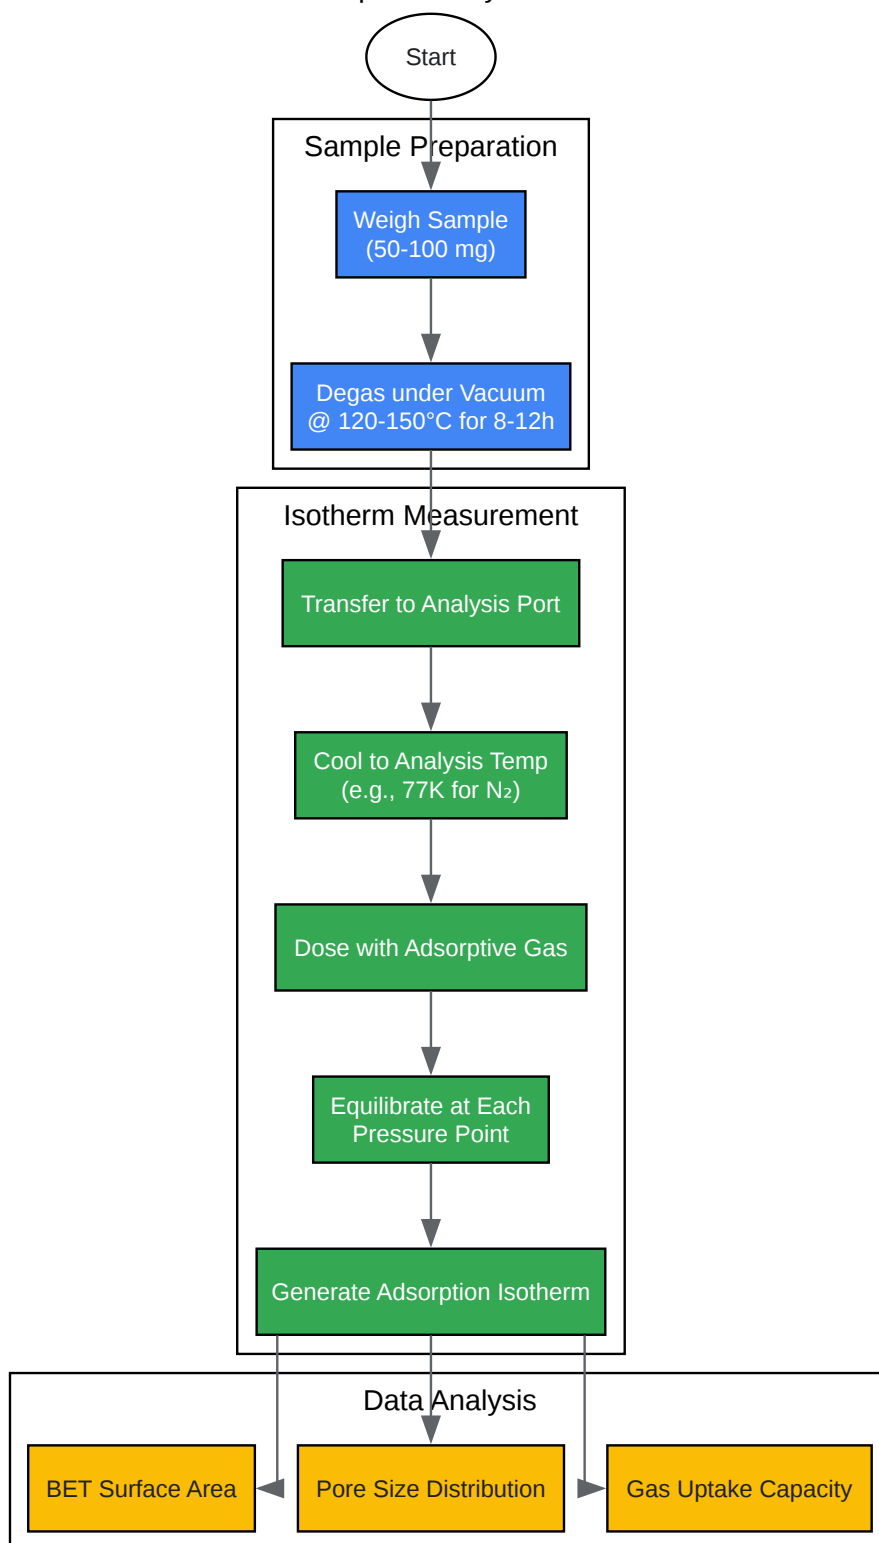 Start
Sample Preparation
Weigh Sample
(50-100 mg)
Degas under Vacuum
@ 120-150°C for 8-12h
Isotherm Measurement
Transfer to Analysis Port
Cool to Analysis Temp
(e.g., 77K for N₂)
Dose with Adsorptive Gas
Equilibrate at Each
Pressure Point
Generate Adsorption Isotherm
Data Analysis
BET Surface Area
Pore Size Distribution
Gas Uptake Capacity